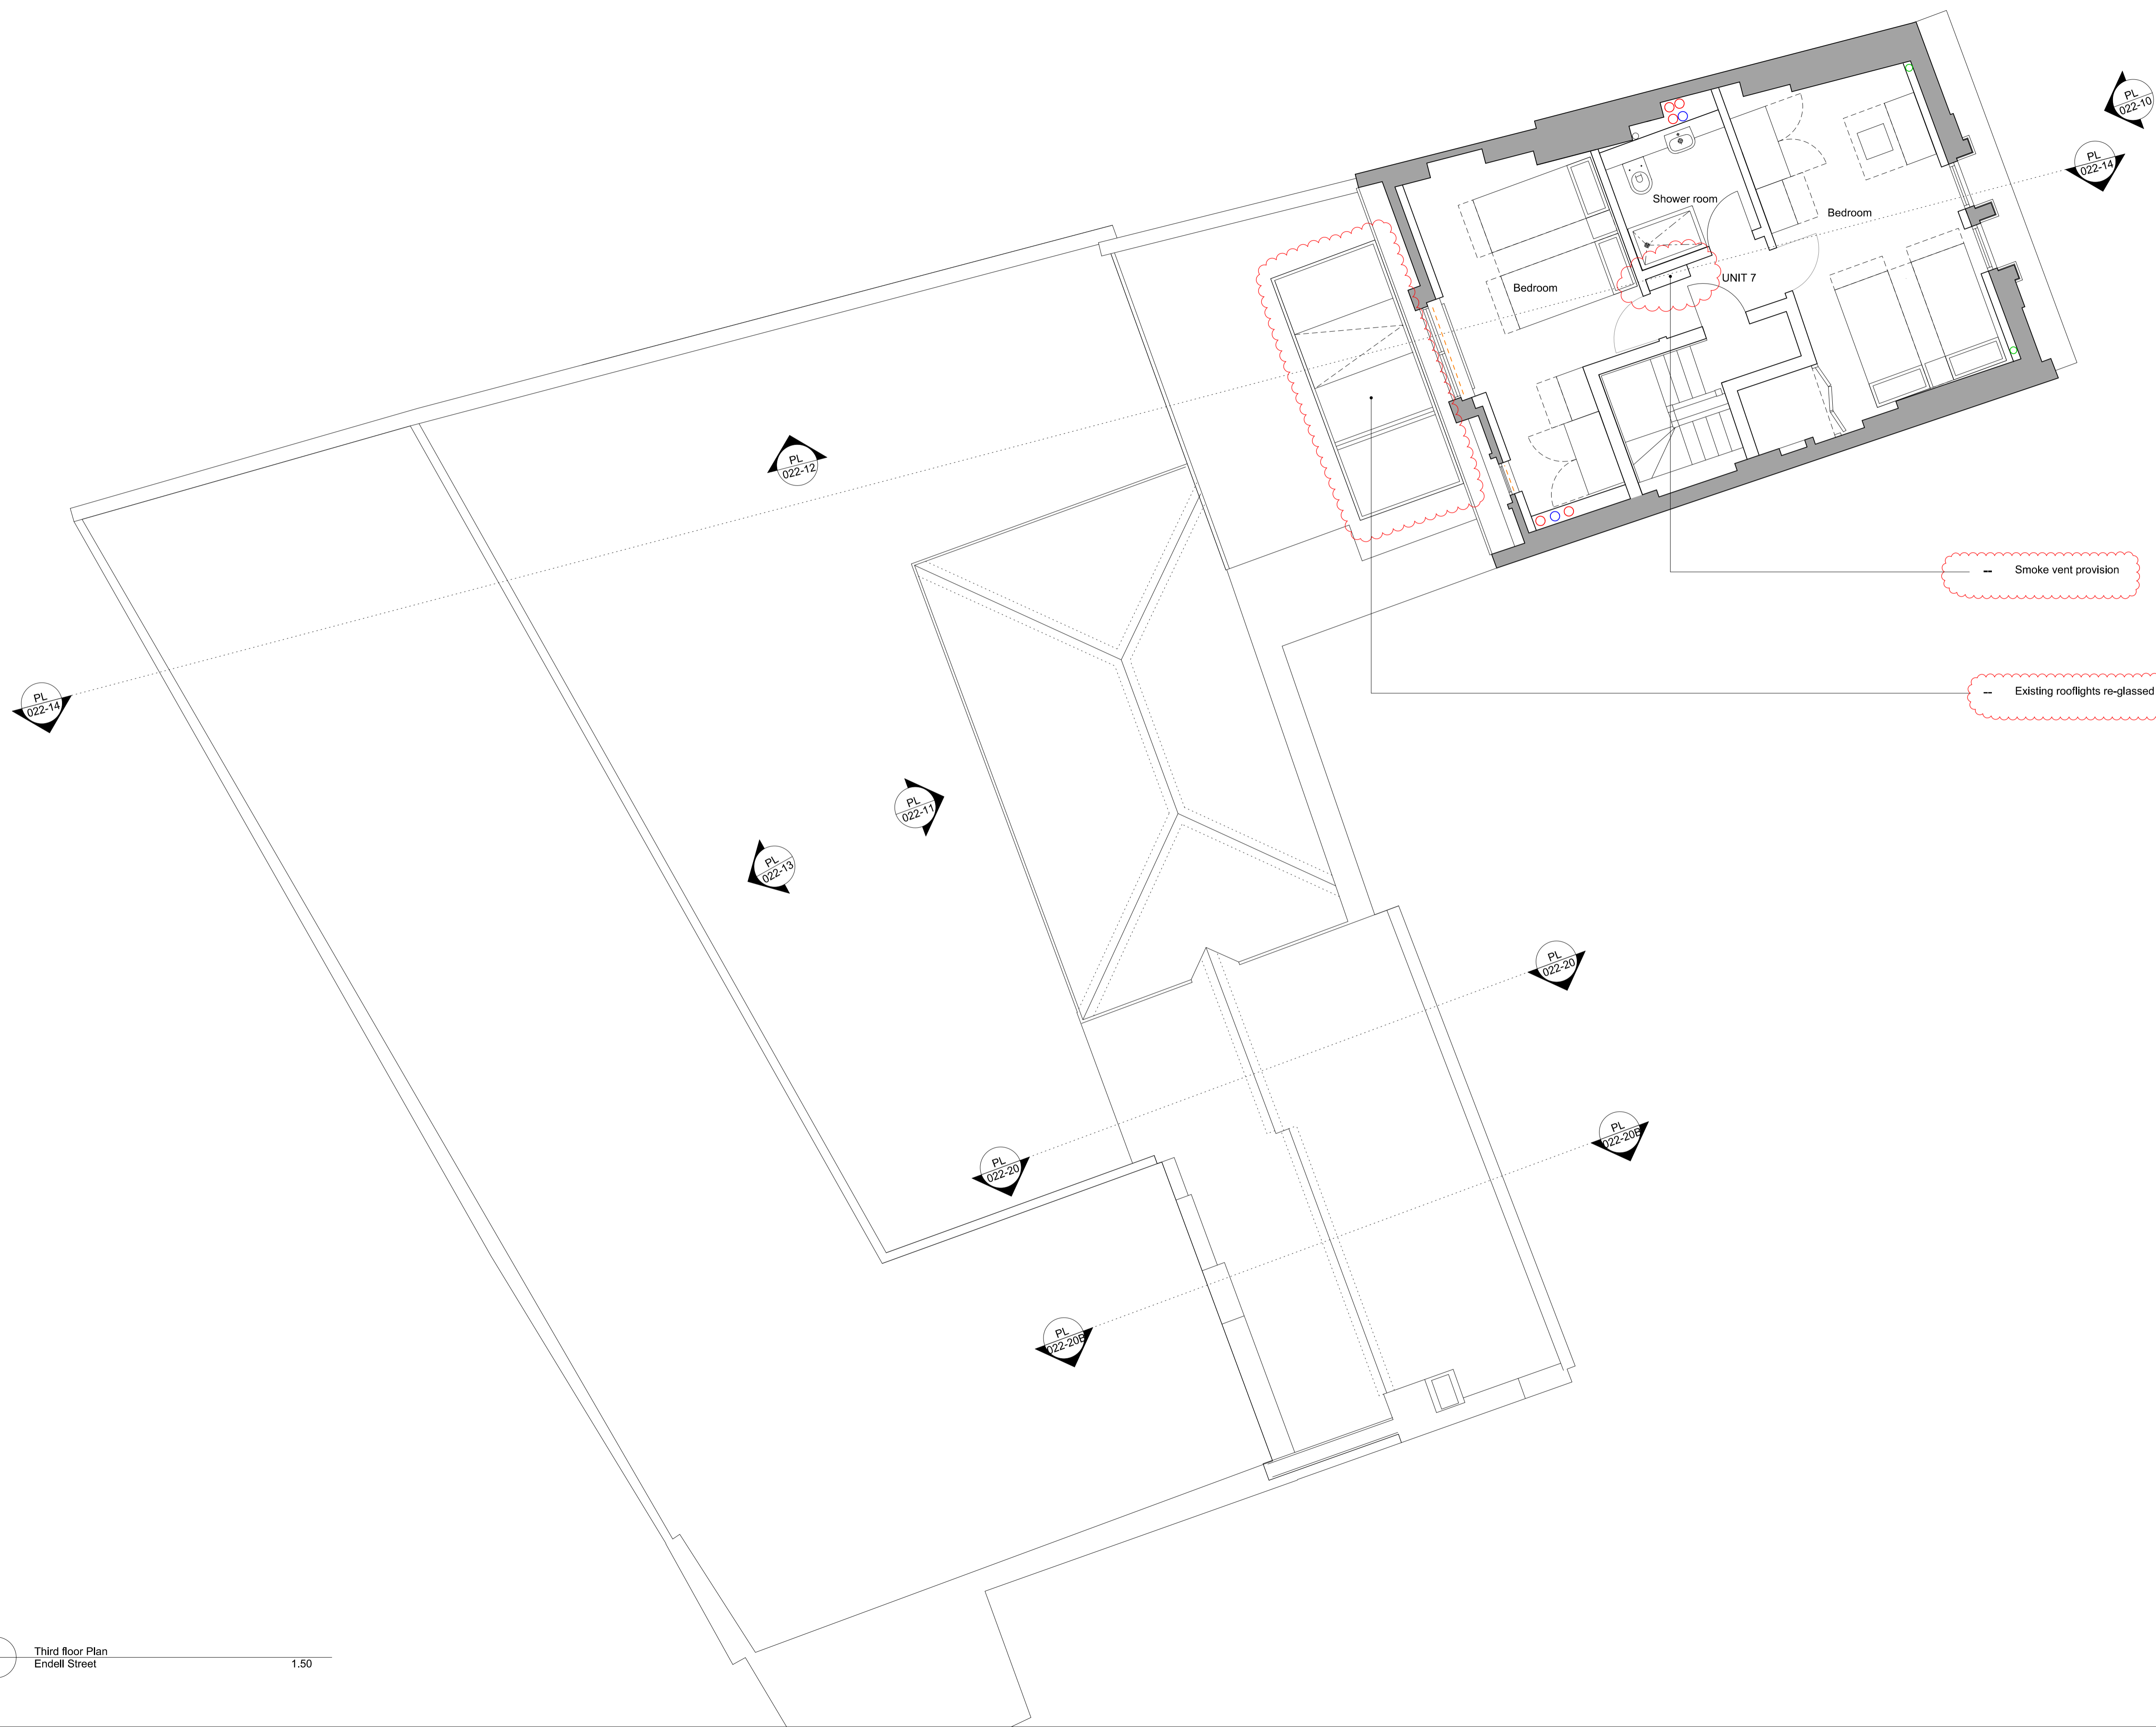 PL
022-10
PL
022-14
Shower room
Bedroom
UNIT 7
Bedroom
PL
022-12
Smoke vent provision
Existing rooflights re-glassed
PL
022-14
PL
022-11
PL
022-13
PL
022-20
PL
022-20B
PL
022-20
PL
022-20B
Third floor Plan
Endell Street 1.50